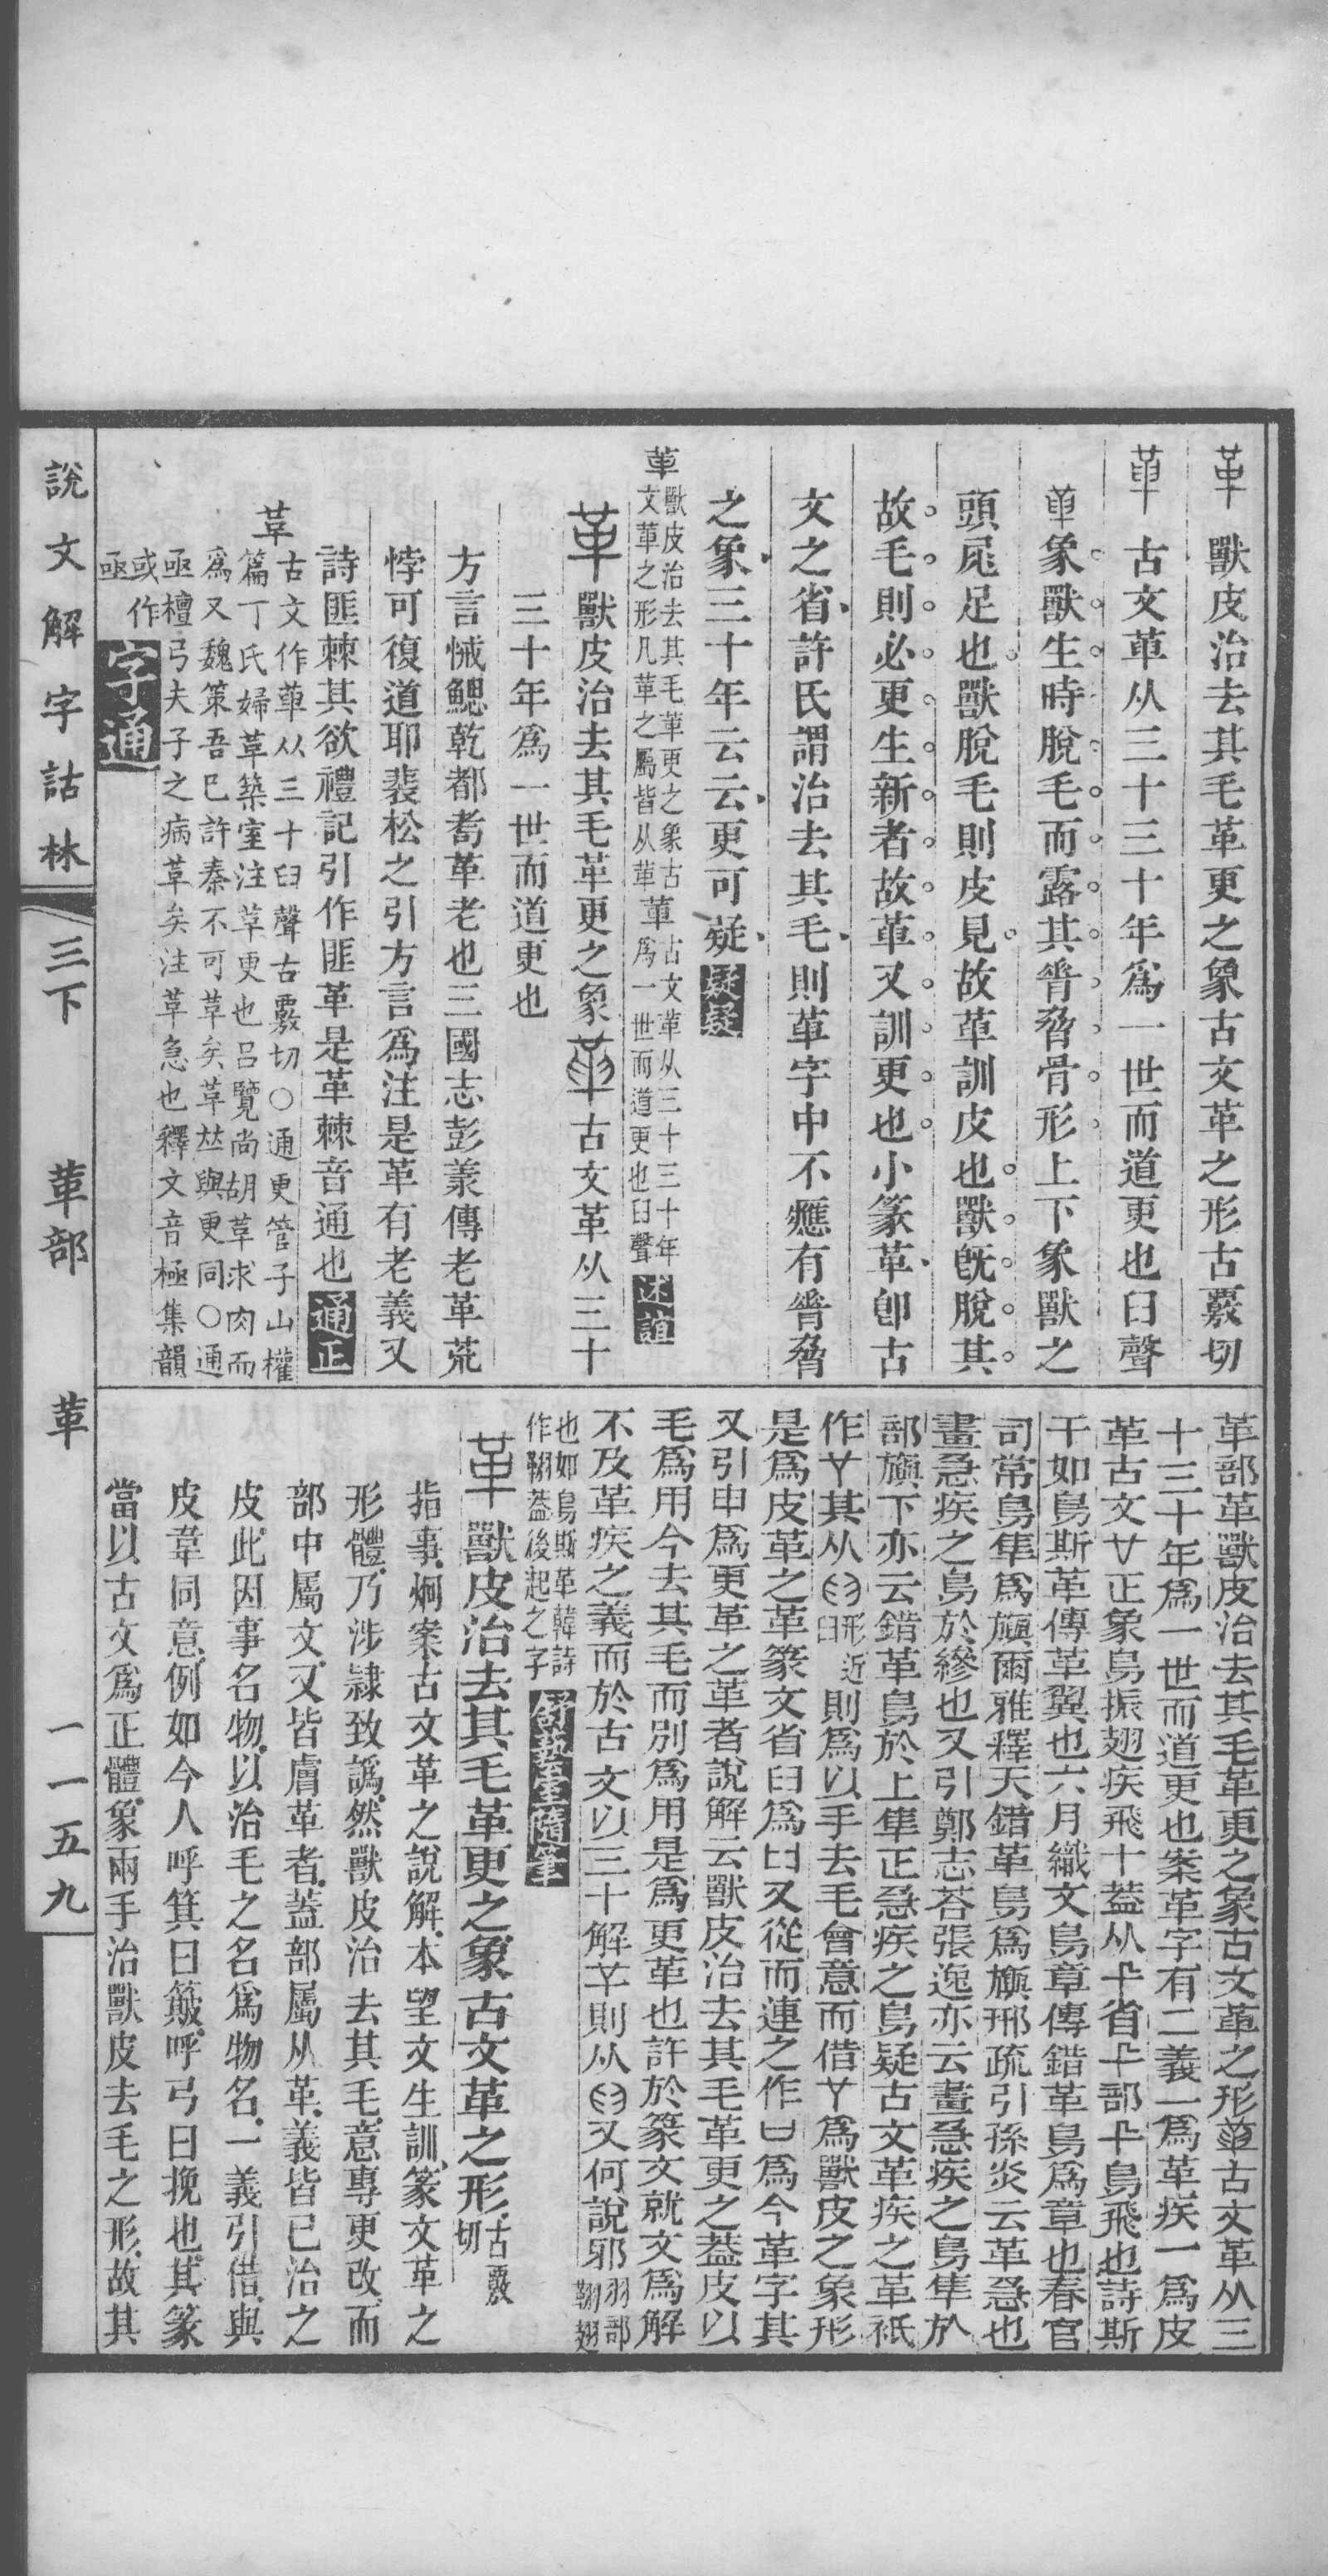 革 獸皮治去其毛革更之象古文革之形古覈切
革 古文革从三十三十年爲一世而道更也臼聲
象獸生時脫毛而露其脊脅骨形上下象獸之
頭尾足也獸脫毛則皮見故革訓皮也獸旣脫其
故毛則必更生新者故革又訓更也小篆革卽古
文之省許氏謂治去其毛則革字中不應有脊脅
之象三十年云云更可疑疑疑
革獸皮治去其毛革更之象古
文革之形凡革之屬皆从革革古文革从三十三十年
爲一世而道更也臼聲述誼
革 獸皮治去其毛革更之象革古文革从三十
三十年爲一世而道更也
方言悈鰓乾都耇革老也三國志彭羕傳老革荒
悖可復道耶裴松之引方言爲注是革有老義又
詩匪棘其欲禮記引作匪革是革棘音通也通正
革古文作革从三十臼聲古覈切○通更管子山權
篇丁氏婦革築室注革更也呂覽尚胡革求肉而
爲又魏策吾已許秦不可革矣革𠀤與更同○通
亟檀弓夫子之病革矣注革急也釋文音極集韻
或作
亟字通
革部革獸皮治去其毛革更之象古文革之形革古文革从三
十三十年爲一世而道更也案革字有二義一爲革疾一爲皮
革古文廿正象鳥振翅疾飛十蓋从卂省卂部卂鳥飛也詩斯
干如鳥斯革傳革翼也六月織文鳥章傳錯革鳥爲章也春官
司常鳥隼爲旟爾雅釋天錯革鳥爲旟邢疏引孫炎云革急也
畫急疾之鳥於縿也又引鄭志荅張逸亦云畫急疾之鳥隼於
部旟下亦云錯革鳥於上隼正急疾之鳥疑古文革疾之革祇
作其从形近則爲以手去毛會意而借爲獸皮之象形
是爲皮革之革篆文省臼爲又從而連之作爲今革字其
又引申爲更革之革者說解云獸皮治去其毛革更之蓋皮以
毛爲用今去其毛而別爲用是爲更革也許於篆文就文爲解
不及革疾之義而於古文以三十解則从又何說邪羽部翱翅
也如鳥斯革韓詩
作翱蓋後起之字
革 獸皮治去其毛革更之象古文革之形古覈切
指事炯案古文革之說解本望文生訓篆文革之
形體乃涉隸致譌然獸皮治去其毛意專更改而
部中屬文又皆膚革者蓋部屬从革義皆已治之
皮此因事名物以治毛之名爲物名一義引借與
皮韋同意例如今人呼箕曰簸呼弓曰挽也其篆
當以古文爲正體象兩手治獸皮去毛之形故其
說文解字詁林 三下 革部 革 一一五九